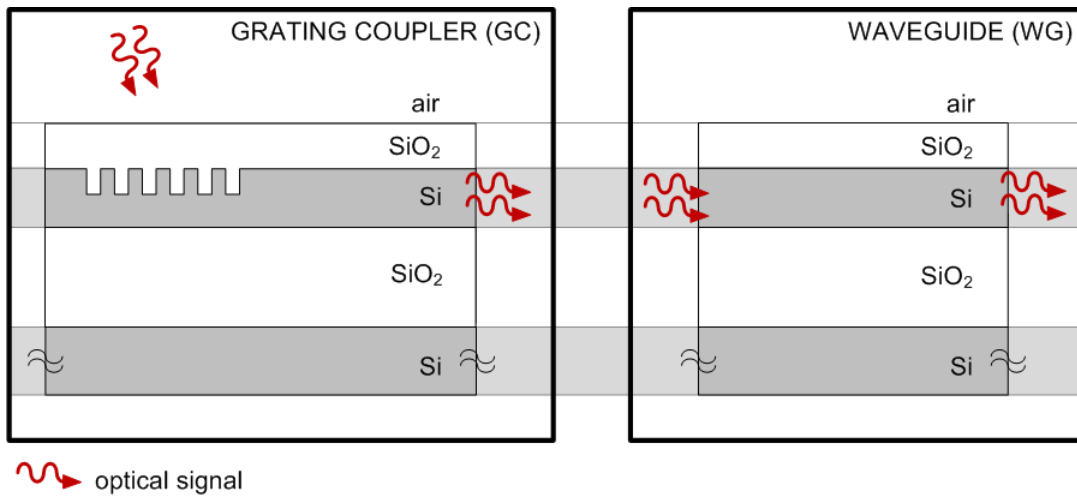 GRATING COUPLER (GC)
air
SiO₂
Si
SiO₂
Si
WAVEGUIDE (WG)
air
SiO₂
Si
SiO₂
Si
optical signal